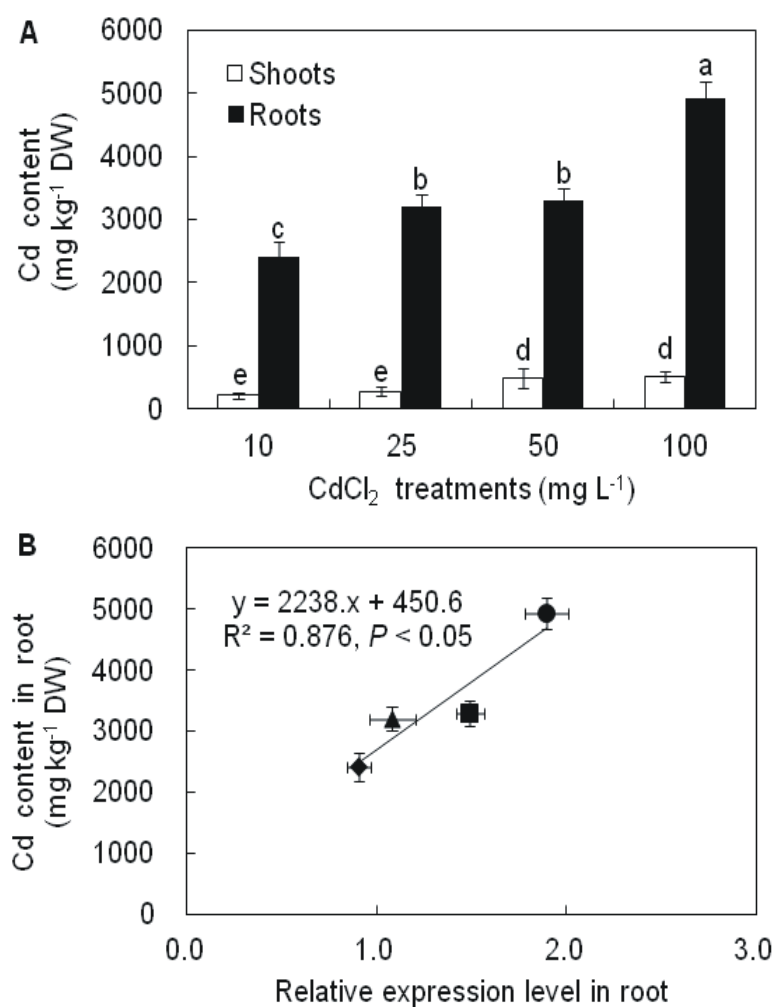 A
6000
5000
4000
3000
2000
1000
0
Cd content
(mg kg⁻¹ DW)
Shoots
Roots
e
c
e
b
d
b
d
a
10
25
50
100
CdCl₂ treatments (mg L⁻¹)
B
6000
5000
4000
3000
2000
1000
0
Cd content in root
(mg kg⁻¹ DW)
y = 2238.x + 450.6
R² = 0.876, P < 0.05
0.0
1.0
2.0
3.0
Relative expression level in root